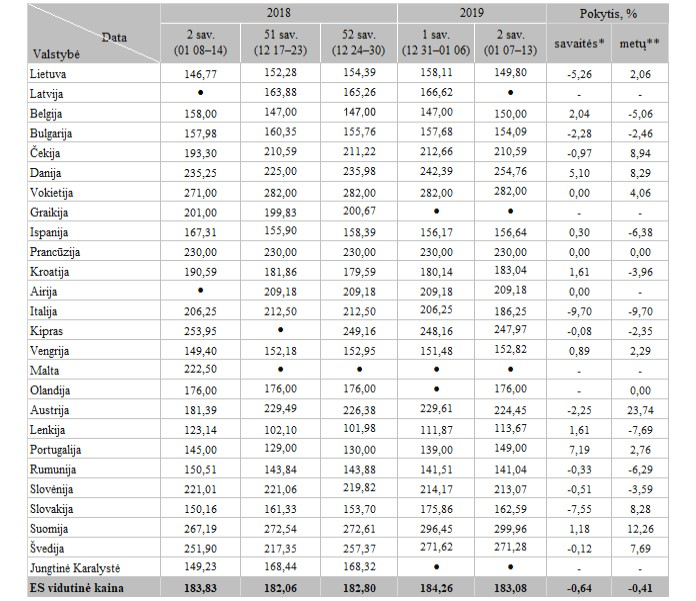 Data 2018 2019 Pokytis, %
Valstybė 2 sav. (01 08–14) 51 sav. (12 17–23) 52 sav. (12 24–30) 1 sav. (12 31–01 06) 2 sav. (01 07–13) savaitės* metų**
Lietuva 146,77 152,28 154,39 158,11 149,80 -5,26 2,06
Latvija ● 163,88 165,26 166,62 ● - -
Belgija 158,00 147,00 147,00 147,00 150,00 2,04 -5,06
Bulgarija 157,98 160,35 155,76 157,68 154,09 -2,28 -2,46
Čekija 193,30 210,59 211,22 212,66 210,59 -0,97 8,94
Danija 235,25 225,00 235,98 242,39 254,76 5,10 8,29
Vokietija 271,00 282,00 282,00 282,00 282,00 0,00 4,06
Graikija 201,00 199,83 200,67 ● ● - -
Ispanija 167,31 155,90 158,39 156,17 156,64 0,30 -6,38
Prancūzija 230,00 230,00 230,00 230,00 230,00 0,00 0,00
Kroatija 190,59 181,86 179,59 180,14 183,04 1,61 -3,96
Airija ● 209,18 209,18 209,18 209,18 0,00 -
Italija 206,25 212,50 212,50 206,25 186,25 -9,70 -9,70
Kipras 253,95 ● 249,16 248,16 247,97 -0,08 -2,35
Vengrija 149,40 152,18 152,95 151,48 152,82 0,89 2,29
Malta 222,50 ● ● ● ● - -
Olandija 176,00 176,00 176,00 ● 176,00 - 0,00
Austrija 181,39 229,49 226,38 229,61 224,45 -2,25 23,74
Lenkija 123,14 102,10 101,98 111,87 113,67 1,61 -7,69
Portugalija 145,00 129,00 130,00 139,00 149,00 7,19 2,76
Rumunija 150,51 143,84 143,88 141,51 141,04 -0,33 -6,29
Slovėnija 221,01 221,06 219,82 214,17 213,07 -0,51 -3,59
Slovakija 150,16 161,33 153,70 175,86 162,59 -7,55 8,28
Suomija 267,19 272,54 272,61 296,45 299,96 1,18 12,26
Švedija 251,90 217,35 257,37 271,62 271,28 -0,12 7,69
Jungtinė Karalystė 149,23 168,44 168,32 ● ● - -
ES vidutinė kaina 183,83 182,06 182,80 184,26 183,08 -0,64 -0,41